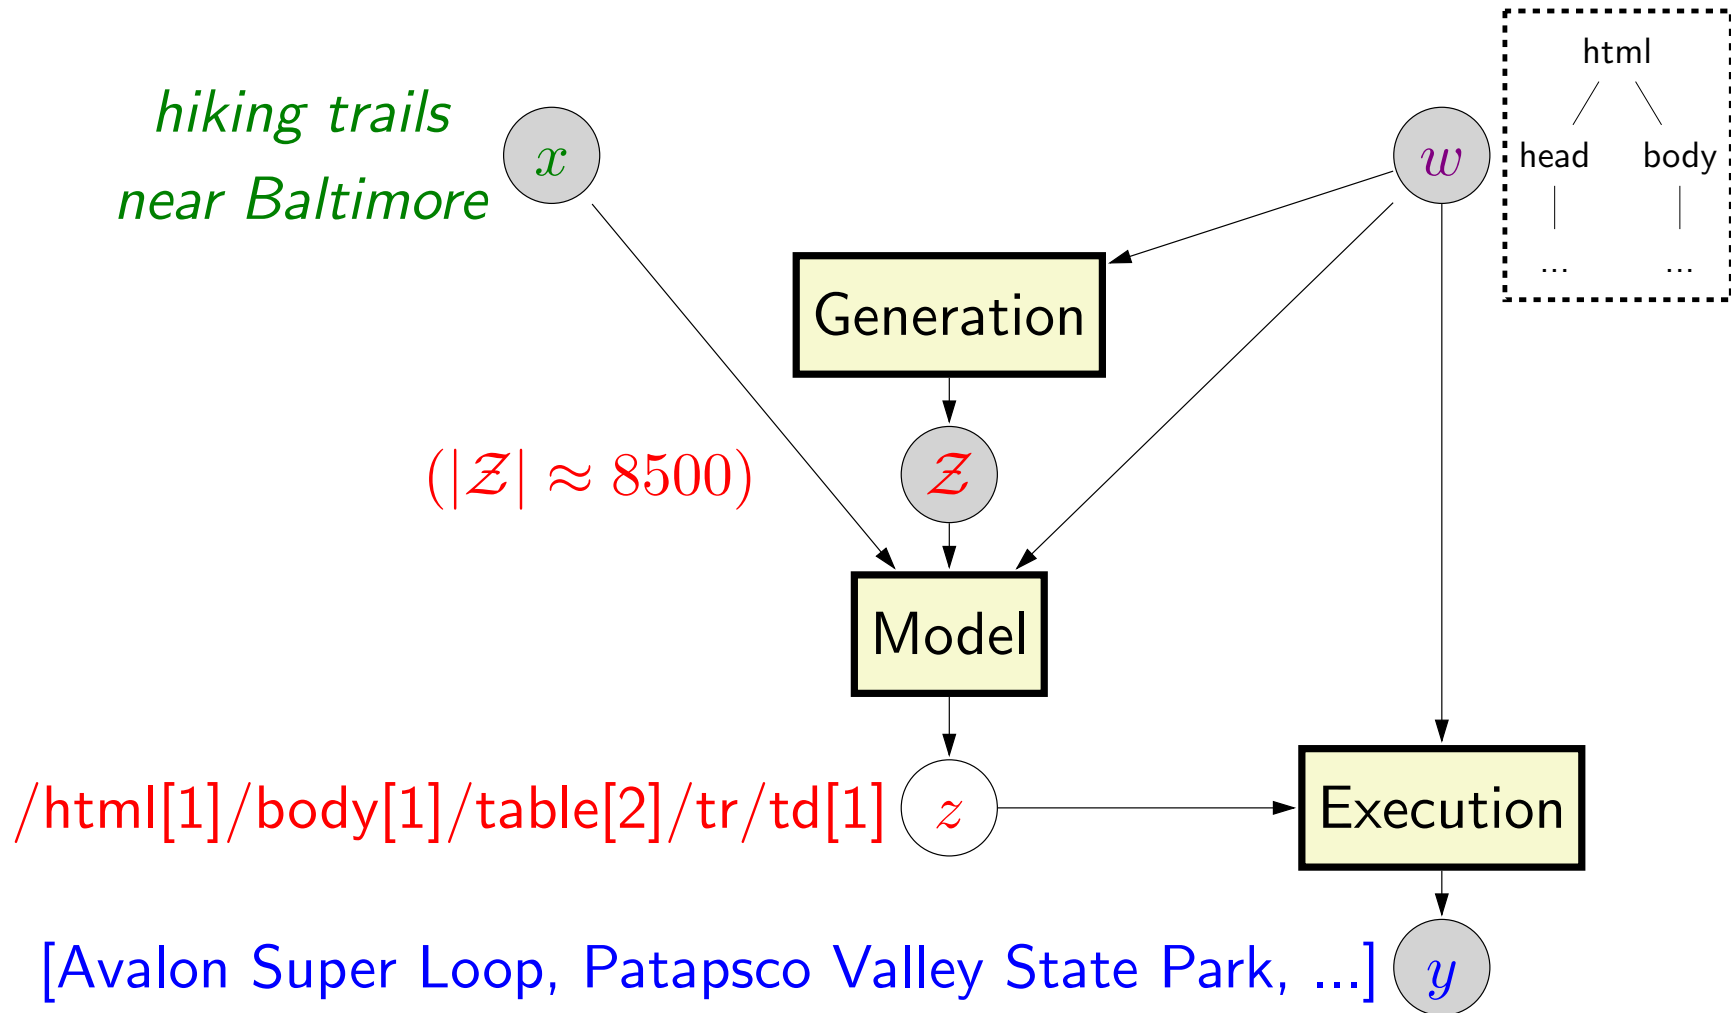 html
hiking trails
x
w
head body
near Baltimore
... ...
Generation
(|𝒵| ≈ 8500)
𝒵
Model
/html[1]/body[1]/table[2]/tr/td[1]
z
Execution
[Avalon Super Loop, Patapsco Valley State Park, ...]
y